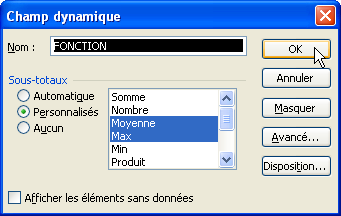 Champ dynamique
Nom : FONCTION
OK
Sous-totaux
Annuler
Automatique
Personnalisés
Aucun
Somme
Nombre
Moyenne
Max
Min
Produit
Masquer
Avancé...
Disposition...
Afficher les éléments sans données